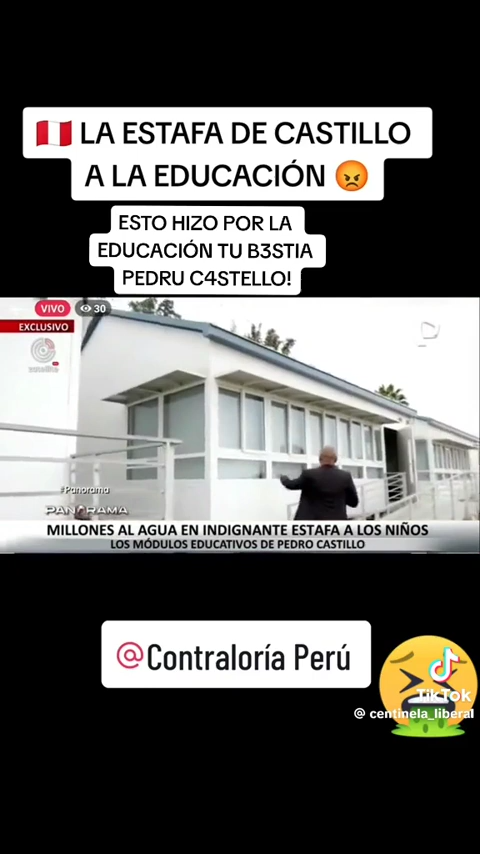 LA ESTAFA DE CASTILLO
A LA EDUCACIÓN
ESTO HIZO POR LA
EDUCACIÓN TU B3STIA
PEDRU C4STELLO!
VIVO 30
EXCLUSIVO
#Panorama
PANORAMA
MILLONES AL AGUA EN INDIGNANTE ESTAFA A LOS NIÑOS
LOS MÓDULOS EDUCATIVOS DE PEDRO CASTILLO
@Contraloría Perú
TikTok
@ centinela_liberal